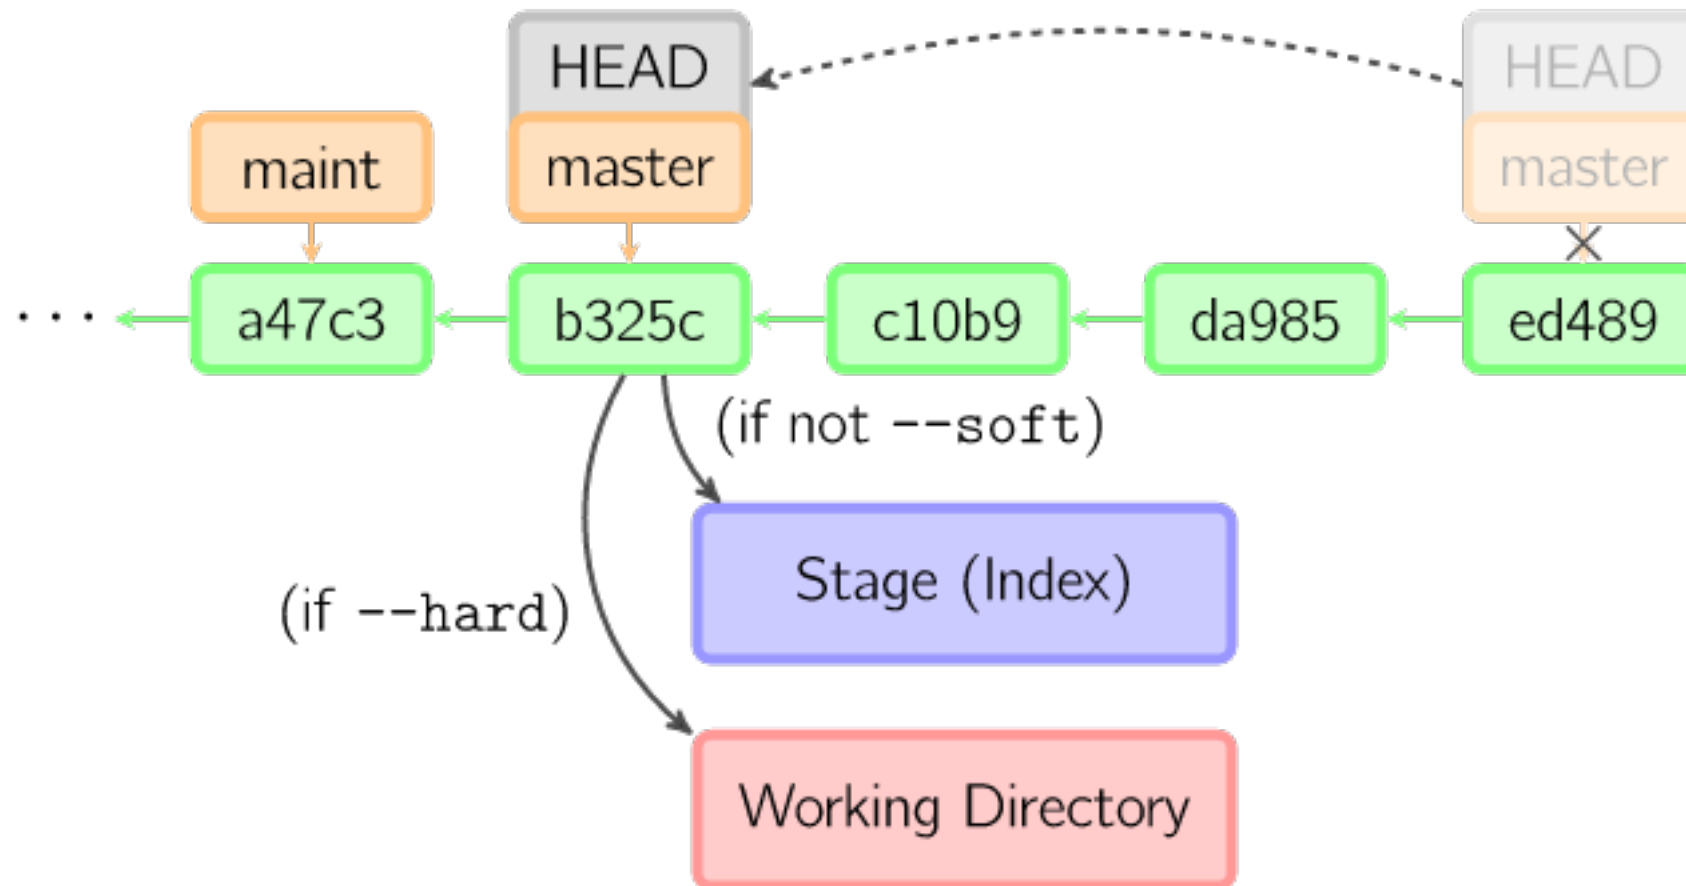 HEAD
HEAD
maint
master
master
...
a47c3
b325c
c10b9
da985
ed489
(if not --soft)
Stage (Index)
(if --hard)
Working Directory